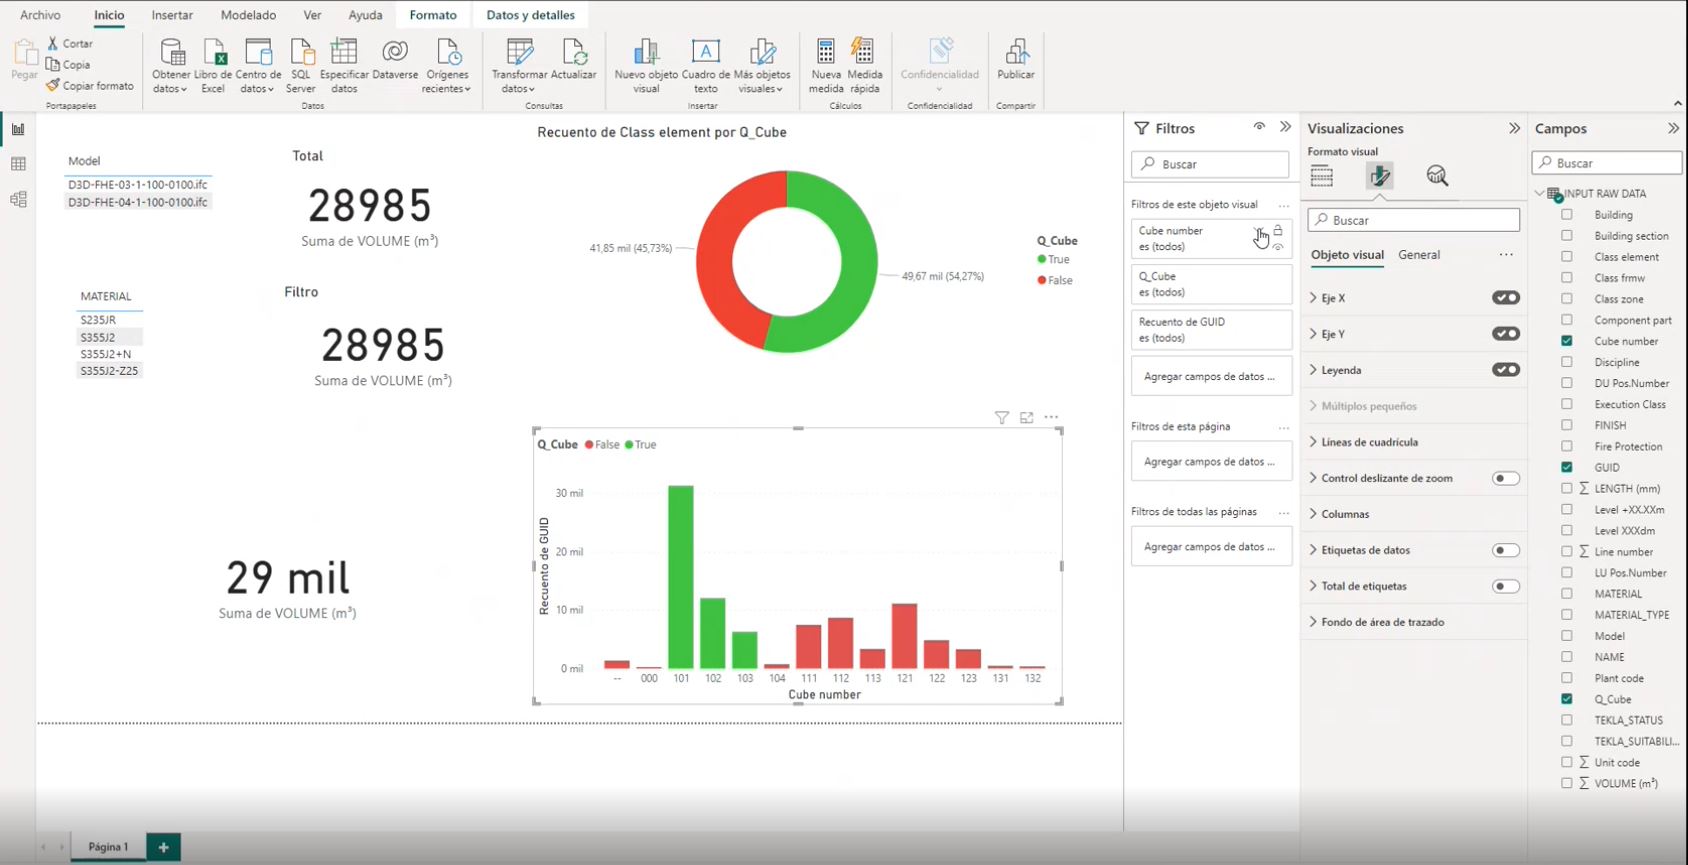 Archivo Inicio Insertar Modelado Ver Ayuda Formato Datos y detalles
Pegar
Cortar
Copia
Copiar formato
Portapapeles
Obtener datos
Libro de Excel
Centro de datos
SQL Server
Especificar datos
Dataverse
Orígenes recientes
Datos
Transformar datos
Actualizar
Consultas
Nuevo objeto visual
Cuadro de texto
Más objetos visuales
Insertar
Nueva medida
Medida rápida
Cálculos
Confidencialidad
Confidencialidad
Publicar
Compartir
Model
D3D-FHE-03-1-100-0100.ifc
D3D-FHE-04-1-100-0100.ifc
Total
28985
Suma de VOLUME (m³)
MATERIAL
S235JR
S355J2
S355J2+N
S355J2-Z25
Filtro
28985
Suma de VOLUME (m³)
29 mil
Suma de VOLUME (m³)
Recuento de Class element por Q_Cube
41,85 mil (45,73%)
49,67 mil (54,27%)
Q_Cube
True
False
Q_Cube False True
Recuento de GUID
30 mil
20 mil
10 mil
0 mil
-- 000 101 102 103 104 111 112 113 121 122 123 131 132
Cube number
Filtros
Buscar
Filtros de este objeto visual
Cube number
es (todos)
Q_Cube
es (todos)
Recuento de GUID
es (todos)
Agregar campos de datos ...
Filtros de esta página
Agregar campos de datos ...
Filtros de todas las páginas
Agregar campos de datos ...
Visualizaciones
Formato visual
Buscar
Objeto visual General
Eje X
Eje Y
Leyenda
Múltiplos pequeños
Líneas de cuadrícula
Control deslizante de zoom
Columnas
Etiquetas de datos
Total de etiquetas
Fondo de área de trazado
Campos
Buscar
INPUT RAW DATA
Building
Building section
Class element
Class frmw
Class zone
Component part
Cube number
Discipline
DU Pos.Number
Execution Class
FINISH
Fire Protection
GUID
LENGTH (mm)
Level +XX.XXm
Level XXXdm
Line number
LU Pos.Number
MATERIAL
MATERIAL_TYPE
Model
NAME
Plant code
Q_Cube
TEKLA_STATUS
TEKLA_SUITABILI...
Unit code
VOLUME (m³)
Página 1